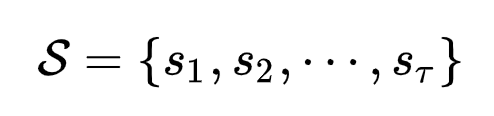 𝒮 = {s₁, s₂, ⋯, s_τ}